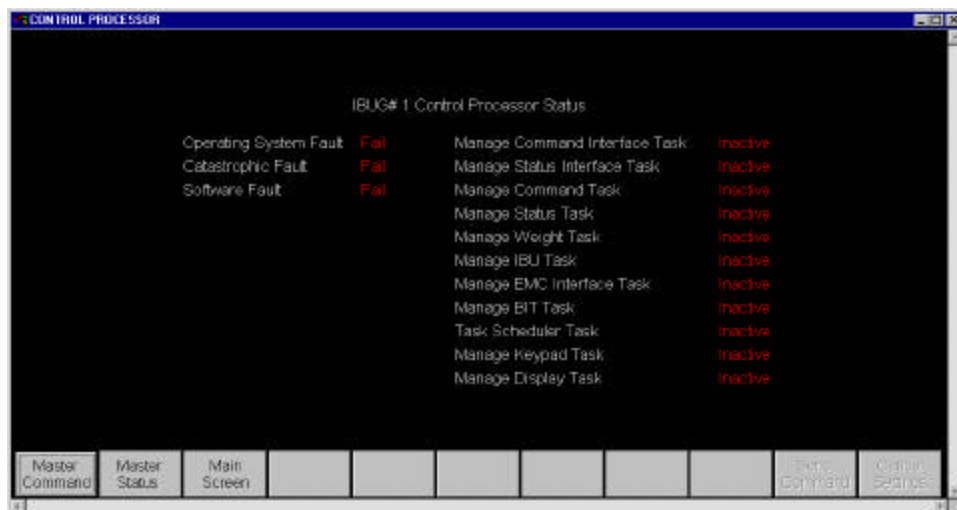 CONTROL PROCESSOR
IBUG# 1 Control Processor Status
Operating System Fault Fail
Catastrophic Fault Fail
Software Fault Fail
Manage Command Interface Task Inactive
Manage Status Interface Task Inactive
Manage Command Task Inactive
Manage Status Task Inactive
Manage Weight Task Inactive
Manage IBU Task Inactive
Manage EMC Interface Task Inactive
Manage BIT Task Inactive
Task Scheduler Task Inactive
Manage Keypad Task Inactive
Manage Display Task Inactive
Master Command
Master Status
Main Screen
Command
Settings